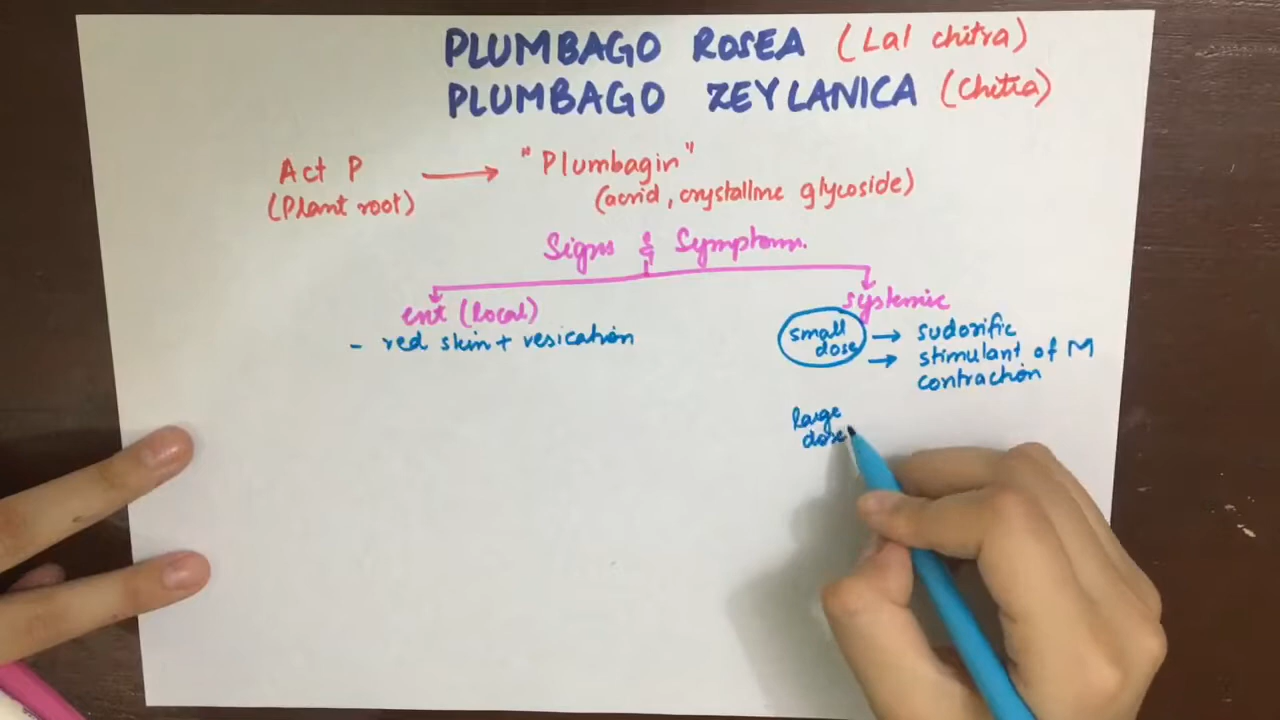 PLUMBAGO ROSEA (Lal chitra)
PLUMBAGO ZEYLANICA (Chitra)
Act P → "Plumbagin"
(Plant root) (acrid, crystalline glycoside)
Signs & Symptoms.
ent (local)
- red skin + vesication
systemic
small dose → sudorific
→ stimulant of M
contraction
large
dose